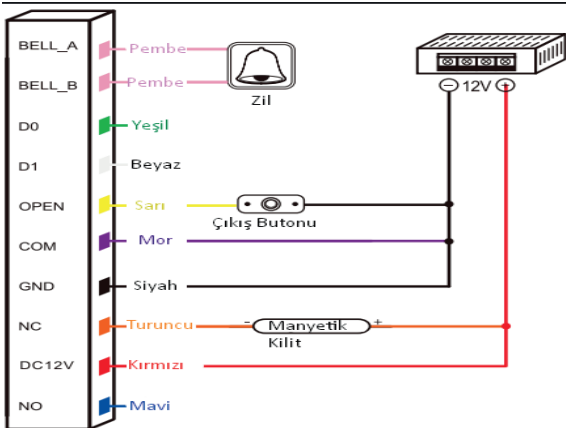 BELL_A Pembe
BELL_B Pembe
Zil
12V
D0 Yeşil
D1 Beyaz
OPEN Sarı
Çıkış Butonu
COM Mor
GND Siyah
NC Turuncu - Manyetik +
Kilit
DC12V Kırmızı
NO Mavi